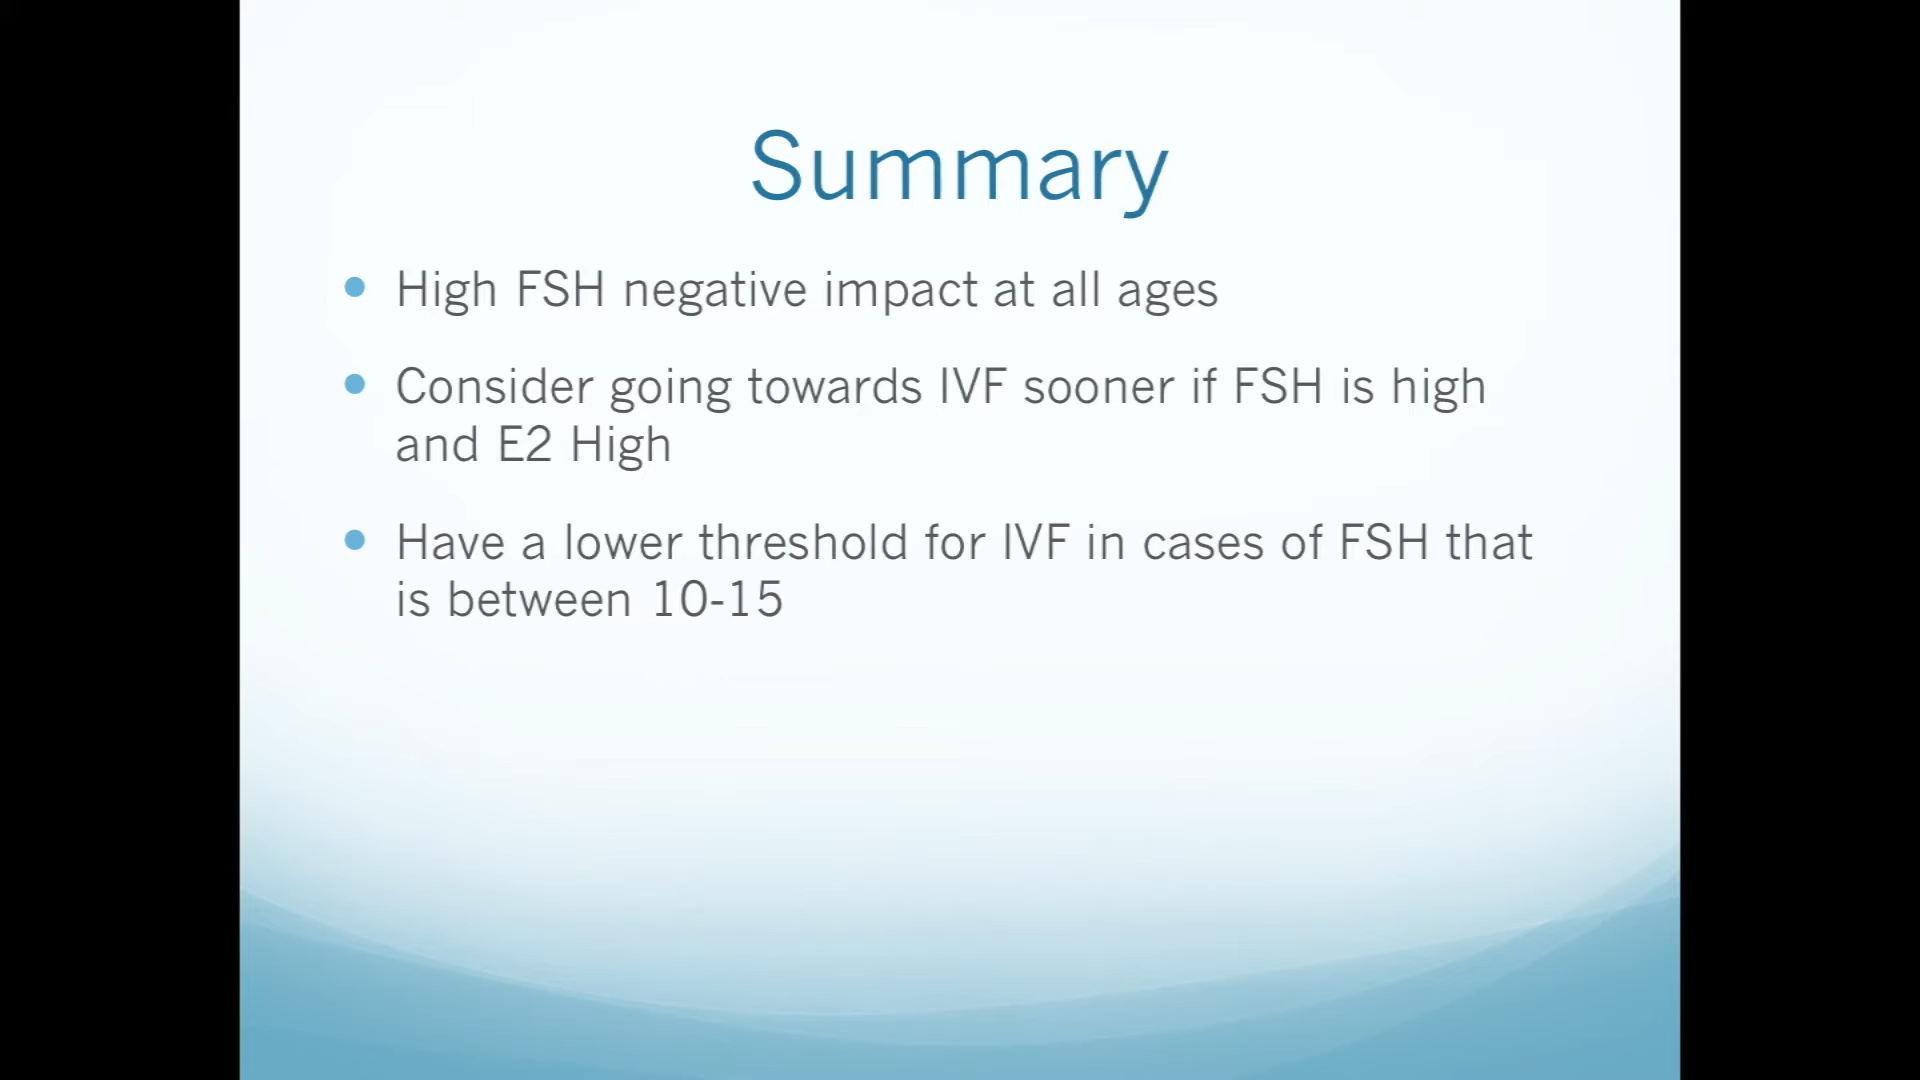 Summary
• High FSH negative impact at all ages
• Consider going towards IVF sooner if FSH is high
and E2 High
• Have a lower threshold for IVF in cases of FSH that
is between 10-15